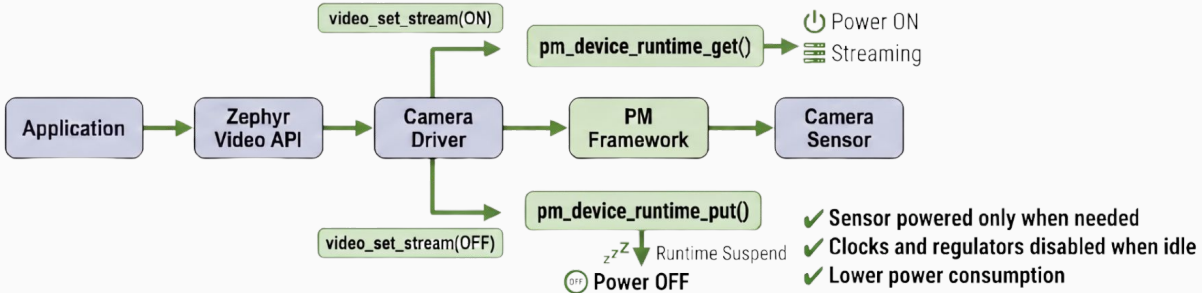 video_set_stream(ON)
pm_device_runtime_get()
Power ON
Streaming
Application
Zephyr
Video API
Camera
Driver
PM
Framework
Camera
Sensor
pm_device_runtime_put()
video_set_stream(OFF)
zzZ Runtime Suspend
OFF Power OFF
✔ Sensor powered only when needed
✔ Clocks and regulators disabled when idle
✔ Lower power consumption